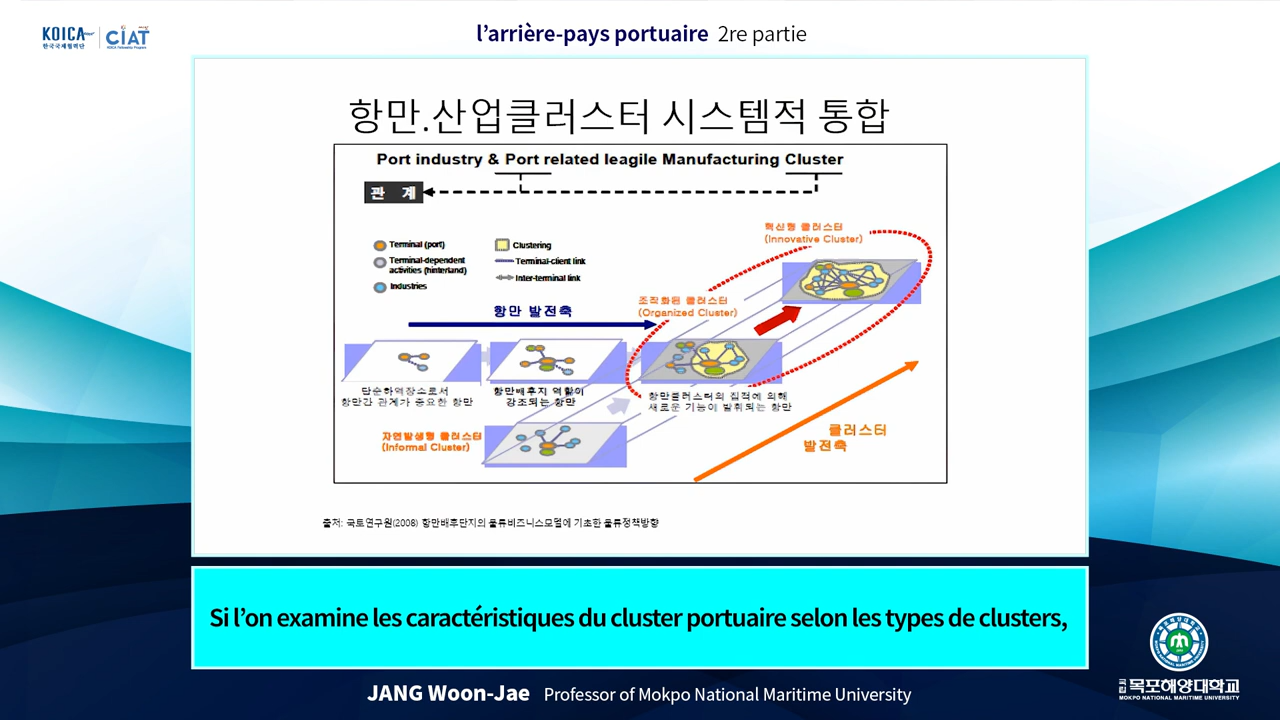 KOICA
한국국제협력단
CIAT
KOICA Fellowship Program
l'arrière-pays portuaire 2re partie
항만.산업클러스터 시스템적 통합
Port industry & Port related leagile Manufacturing Cluster
관 계
혁신형 클러스터
(Innovative Cluster)
Terminal (port)
Clustering
Terminal-dependent
activities (hinterland)
Terminal-client link
Industries
Inter-terminal link
조직화된 클러스터
(Organized Cluster)
항만 발전축
단순하역장소로서
항만간 관계가 중요한 항만
항만배후지 역할이
강조되는 항만
항만클러스터의 집적에 의해
새로운 기능이 발휘되는 항만
자연발생형 클러스터
(Informal Cluster)
클러스터
발전축
출처: 국토연구원(2008) 항만배후단지의 물류비즈니스모델에 기초한 물류정책방향
Si l'on examine les caractéristiques du cluster portuaire selon les types de clusters,
JANG Woon-Jae Professor of Mokpo National Maritime University
국립 목포해양대학교
MOKPO NATIONAL MARITIME UNIVERSITY